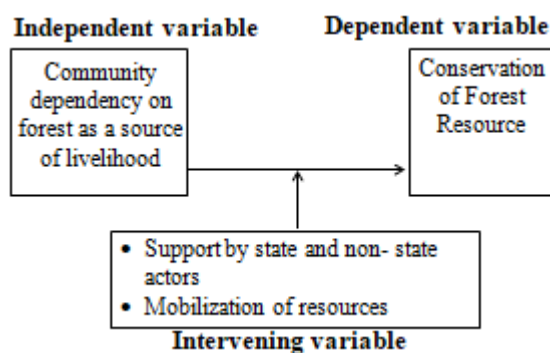 Independent variable
Community
dependency on
forest as a source
of livelihood
Dependent variable
Conservation
of Forest
Resource
• Support by state and non- state
actors
• Mobilization of resources
Intervening variable